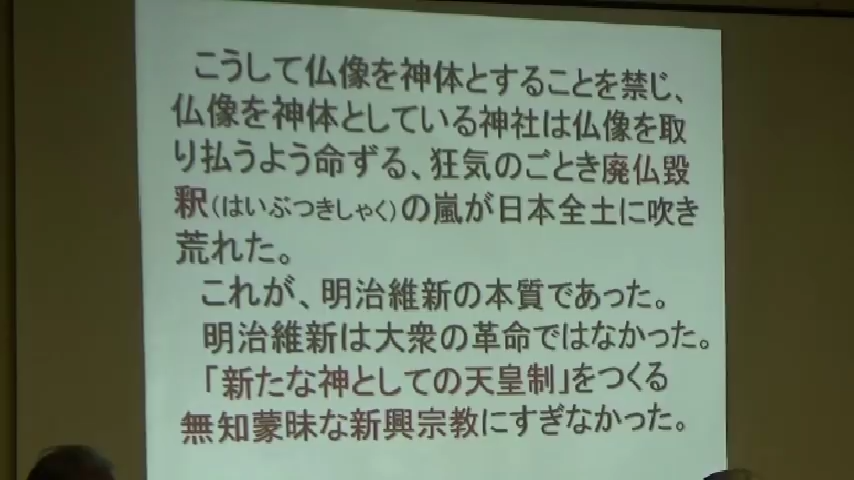 こうして仏像を神体とすることを禁じ、
仏像を神体としている神社は仏像を取
り払うよう命ずる、狂気のごとき廃仏毀
釈(はいぶつきしゃく)の嵐が日本全土に吹き
荒れた。
これが、明治維新の本質であった。
明治維新は大衆の革命ではなかった。
「新たな神としての天皇制」をつくる
無知蒙昧な新興宗教にすぎなかった。